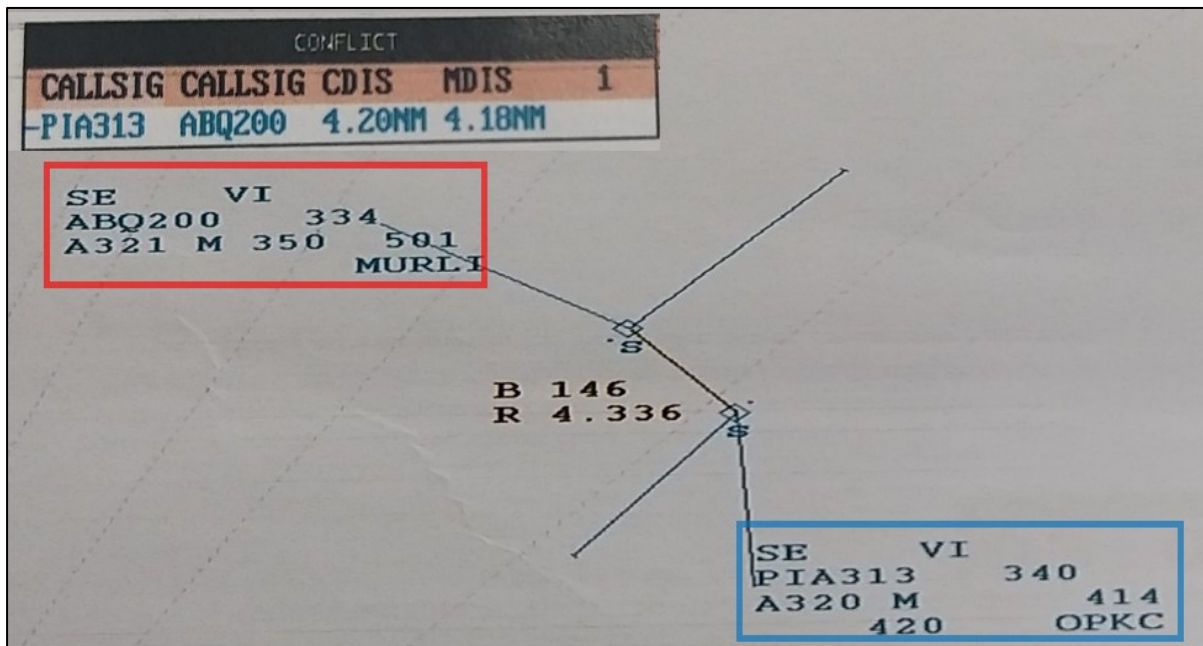 CONFLICT
CALLSIG CALLSIG CDIS MDIS 1
-PIA313 ABQ200 4.20NM 4.18NM
SE VI
ABQ200 334
A321 M 350 501
MURLI
S
B 146
R 4.336
S
SE VI
PIA313 340
A320 M 414
420 OPKC